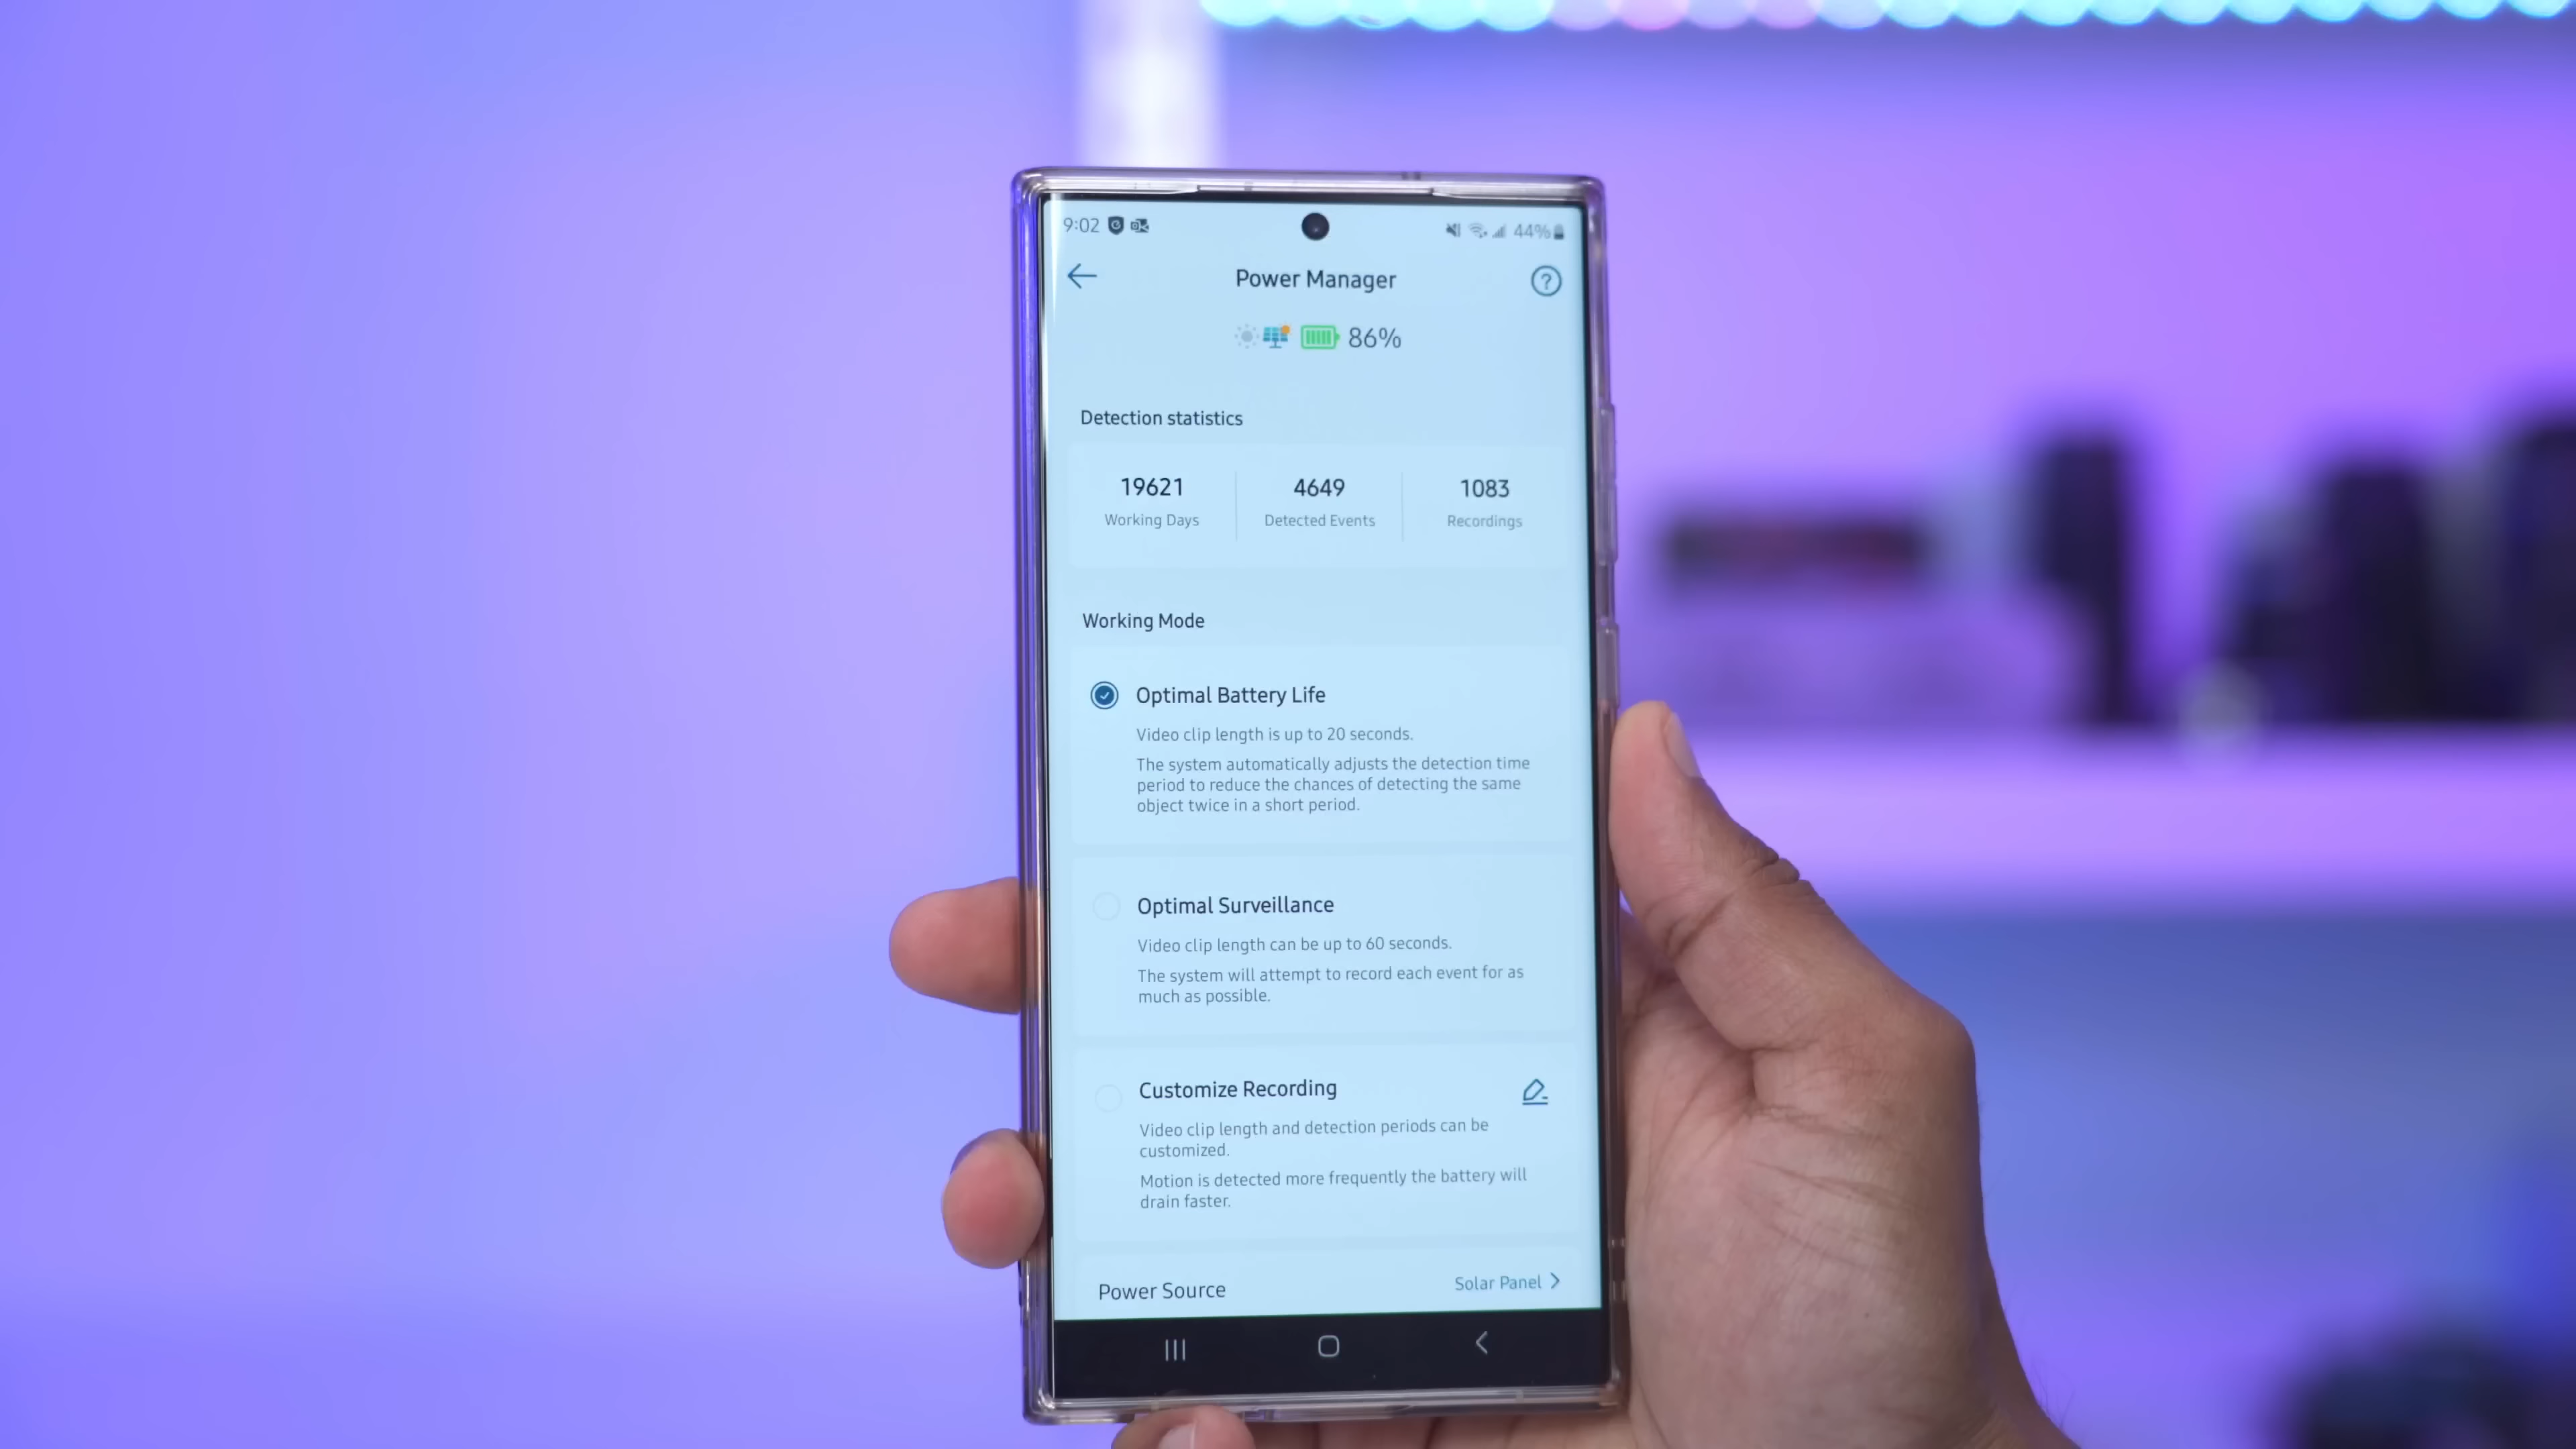 9:02 44%
Power Manager ?
86%
Detection statistics
19621 4649 1083
Working Days Detected Events Recordings
Working Mode
Optimal Battery Life
Video clip length is up to 20 seconds.
The system automatically adjusts the detection time
period to reduce the chances of detecting the same
object twice in a short period.
Optimal Surveillance
Video clip length can be up to 60 seconds.
The system will attempt to record each event for as
much as possible.
Customize Recording
Video clip length and detection periods can be
customized.
Motion is detected more frequently the battery will
drain faster.
Power Source Solar Panel